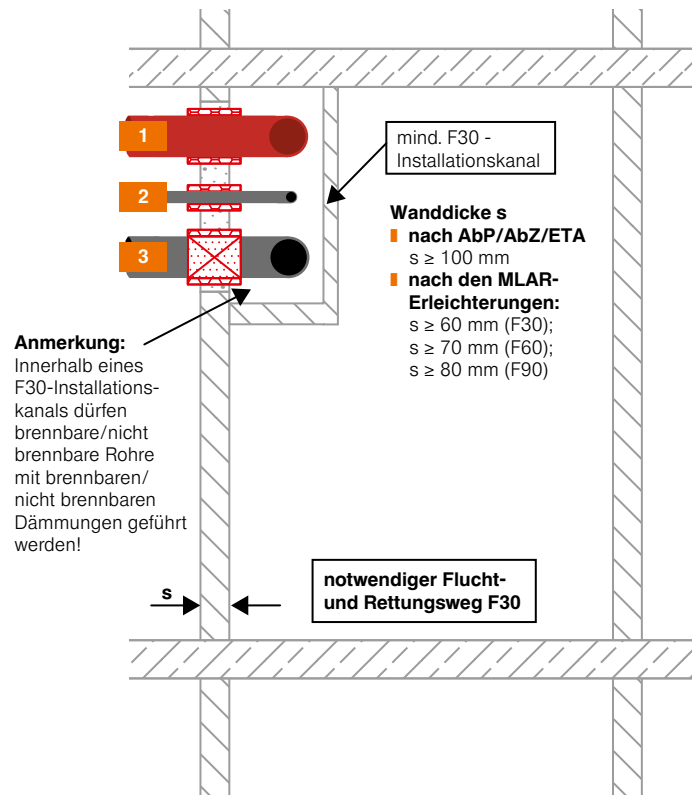 1
2
3
mind. F30 -
Installationskanal
Wanddicke s
nach AbP/AbZ/ETA
s ≥ 100 mm
nach den MLAR-
Erleichterungen:
s ≥ 60 mm (F30);
s ≥ 70 mm (F60);
s ≥ 80 mm (F90)
Anmerkung:
Innerhalb eines
F30-Installations-
kanals dürfen
brennbare/nicht
brennbare Rohre
mit brennbaren/
nicht brennbaren
Dämmungen geführt
werden!
s
notwendiger Flucht-
und Rettungsweg F30